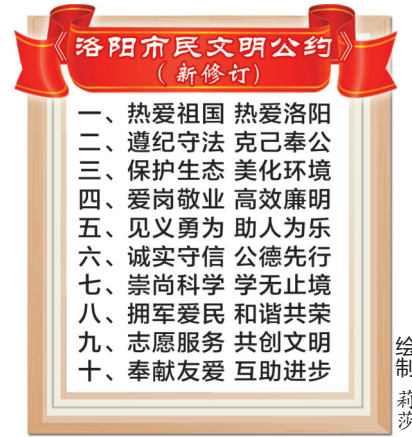 《洛阳市民文明公约》
（新修订）
一、热爱祖国 热爱洛阳
二、遵纪守法 克己奉公
三、保护生态 美化环境
四、爱岗敬业 高效廉明
五、见义勇为 助人为乐
六、诚实守信 公德先行
七、崇尚科学 学无止境
八、拥军爱民 和谐共荣
九、志愿服务 共创文明
十、奉献友爱 互助进步
绘制 莉莎